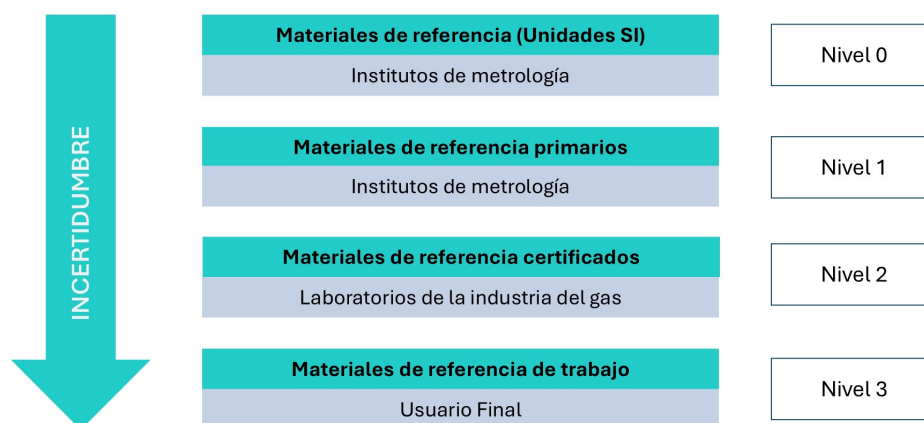 INCERTIDUMBRE
Materiales de referencia (Unidades SI)
Institutos de metrología
Nivel 0
Materiales de referencia primarios
Institutos de metrología
Nivel 1
Materiales de referencia certificados
Laboratorios de la industria del gas
Nivel 2
Materiales de referencia de trabajo
Usuario Final
Nivel 3